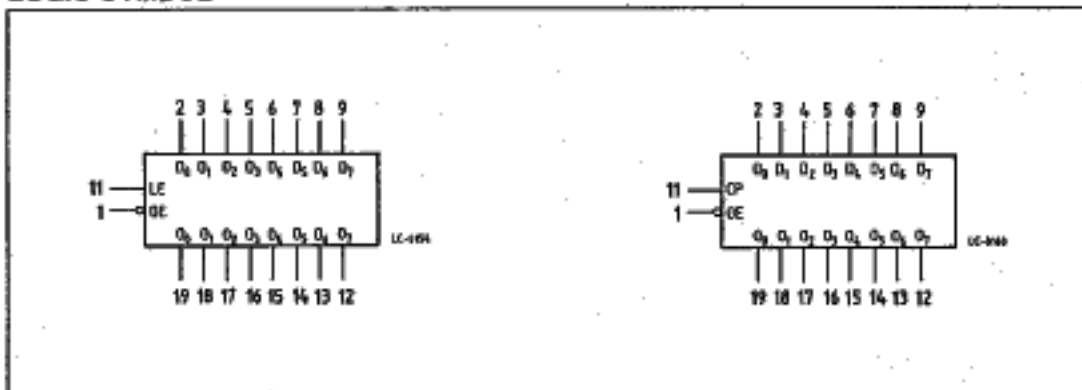 2 3 4 5 6 7 8 9
D0 D1 D2 D3 D4 D5 D6 D7
11 LE
1 OE
O0 O1 O2 O3 O4 O5 O6 O7
19 18 17 16 15 14 13 12
2 3 4 5 6 7 8 9
D0 D1 D2 D3 D4 D5 D6 D7
11 CP
1 OE
O0 O1 O2 O3 O4 O5 O6 O7
19 18 17 16 15 14 13 12